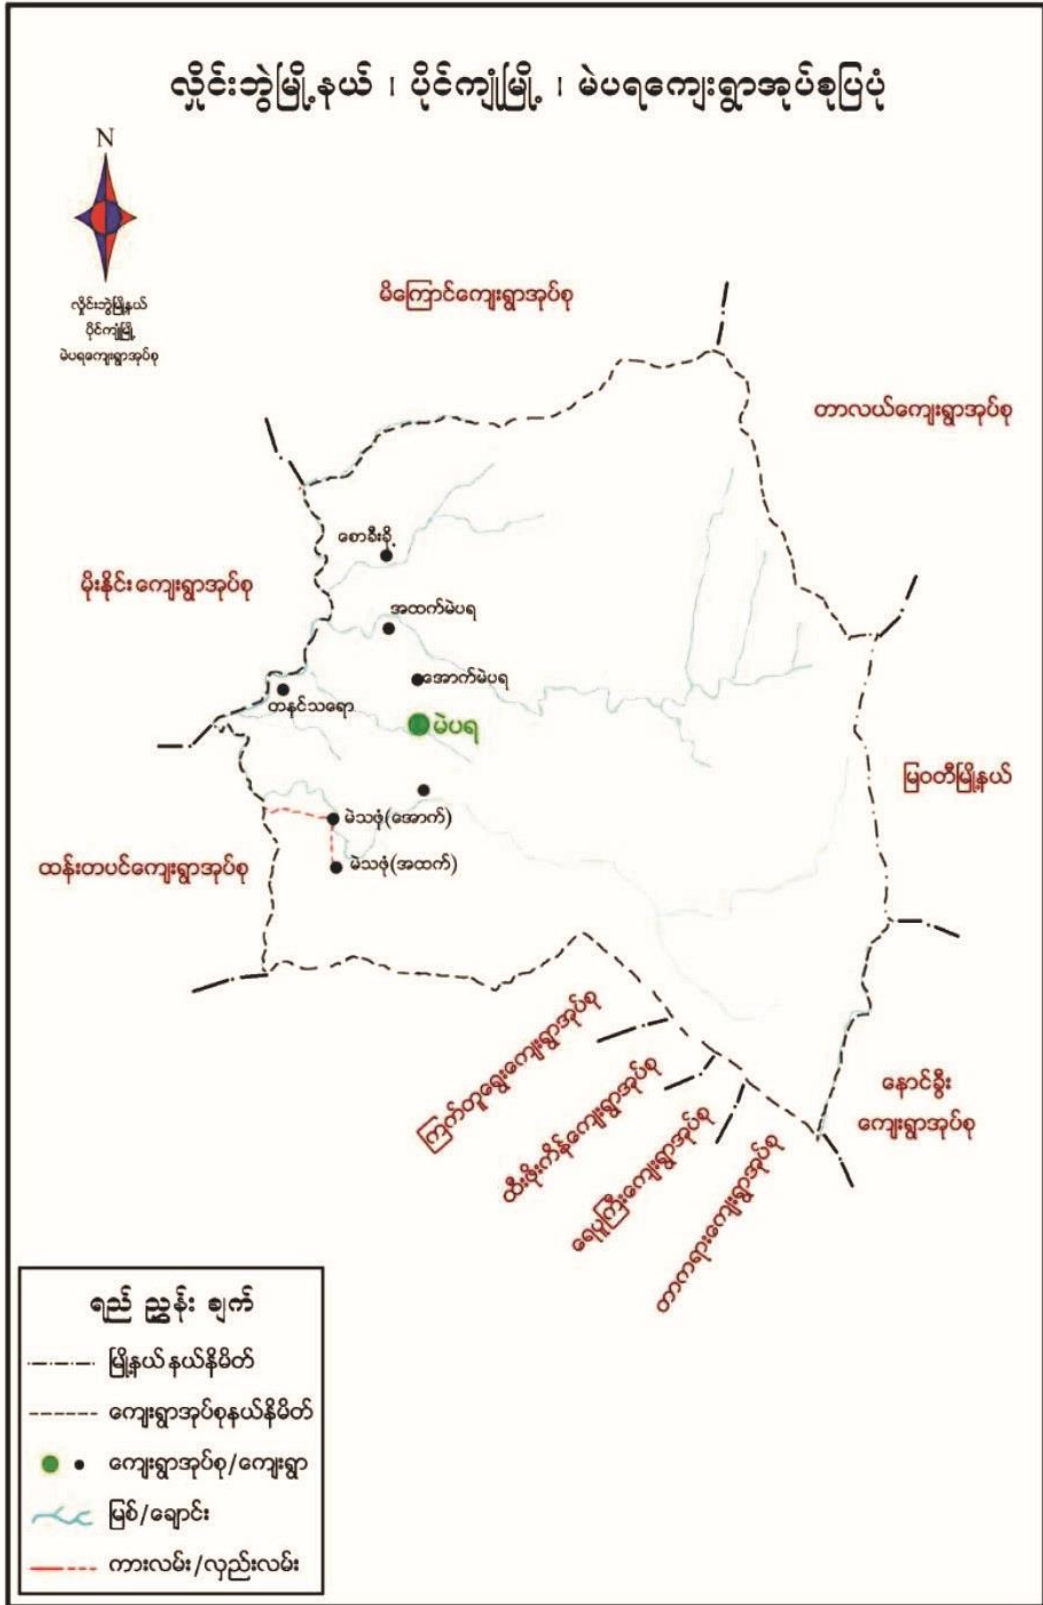 လှိုင်းဘွဲမြို့နယ် ၊ ပိုင်ကျုံမြို့ ၊ မဲပရကျေးရွာအုပ်စုပြပုံ
N
လှိုင်းဘွဲမြို့နယ်
ပိုင်ကျုံမြို့
မဲပရကျေးရွာအုပ်စု
မိကြောင်ကျေးရွာအုပ်စု
တာလယ်ကျေးရွာအုပ်စု
စောခီးခို့
မိုးနိုင်းကျေးရွာအုပ်စု
အထက်မဲပရ
အောက်မဲပရ
တနင်သရော
မဲပရ
မြဝတီမြို့နယ်
မဲသဖုံ(အောက်)
ထန်းတပင်ကျေးရွာအုပ်စု
မဲသဖုံ(အထက်)
ကြက်တူရွေးကျေးရွာအုပ်စု
ထီးဖိုးကိန်ကျေးရွာအုပ်စု
ရေပူကြီးကျေးရွာအုပ်စု
တာကရားကျေးရွာအုပ်စု
နောင်ခွီး
ကျေးရွာအုပ်စု
ရည် ညွှန်း ချက်
မြို့နယ်နယ်နိမိတ်
ကျေးရွာအုပ်စုနယ်နိမိတ်
ကျေးရွာအုပ်စု/ကျေးရွာ
မြစ်/ချောင်း
ကားလမ်း/လှည်းလမ်း